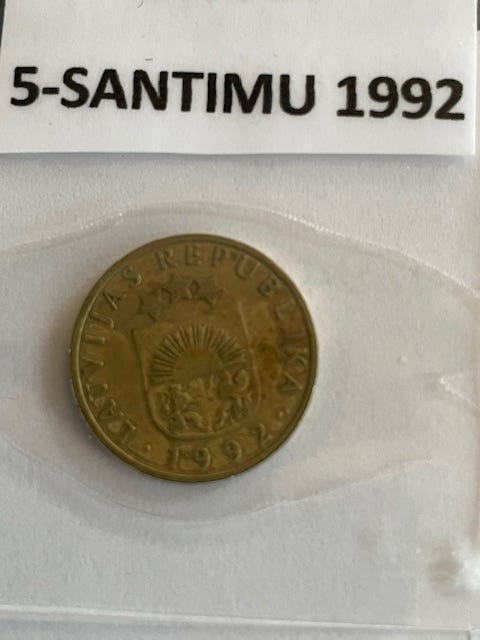 5-SANTIMU 1992
LATVIJAS REPUBLIKA
· 1992 ·